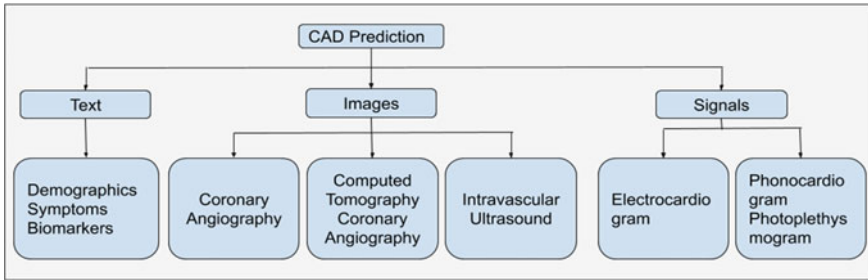 CAD Prediction
Text
Images
Signals
Demographics
Symptoms
Biomarkers
Coronary
Angiography
Computed
Tomography
Coronary
Angiography
Intravascular
Ultrasound
Electrocardio
gram
Phonocardio
gram
Photoplethys
mogram